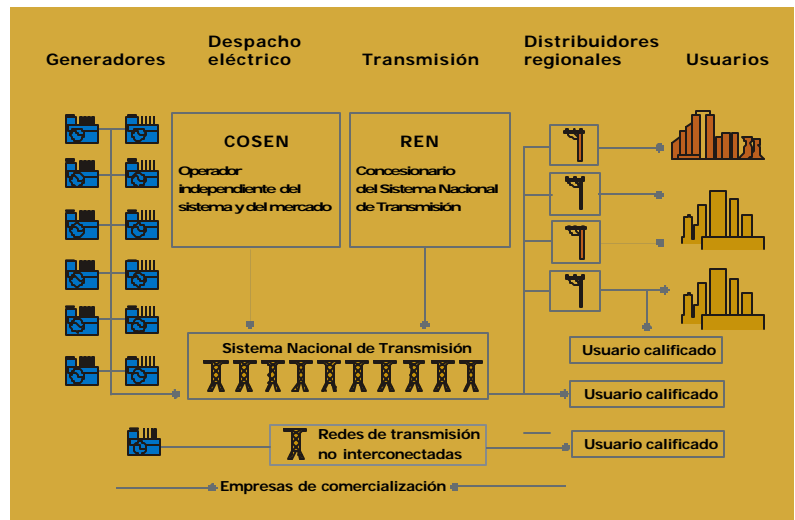 Generadores
Despacho
eléctrico
Transmisión
Distribuidores
regionales
Usuarios
COSEN
Operador
independiente del
sistema y del mercado
REN
Concesionario
del Sistema Nacional
de Transmisión
Sistema Nacional de Transmisión
Usuario calificado
Usuario calificado
Redes de transmisión
no interconectadas
Usuario calificado
Empresas de comercialización